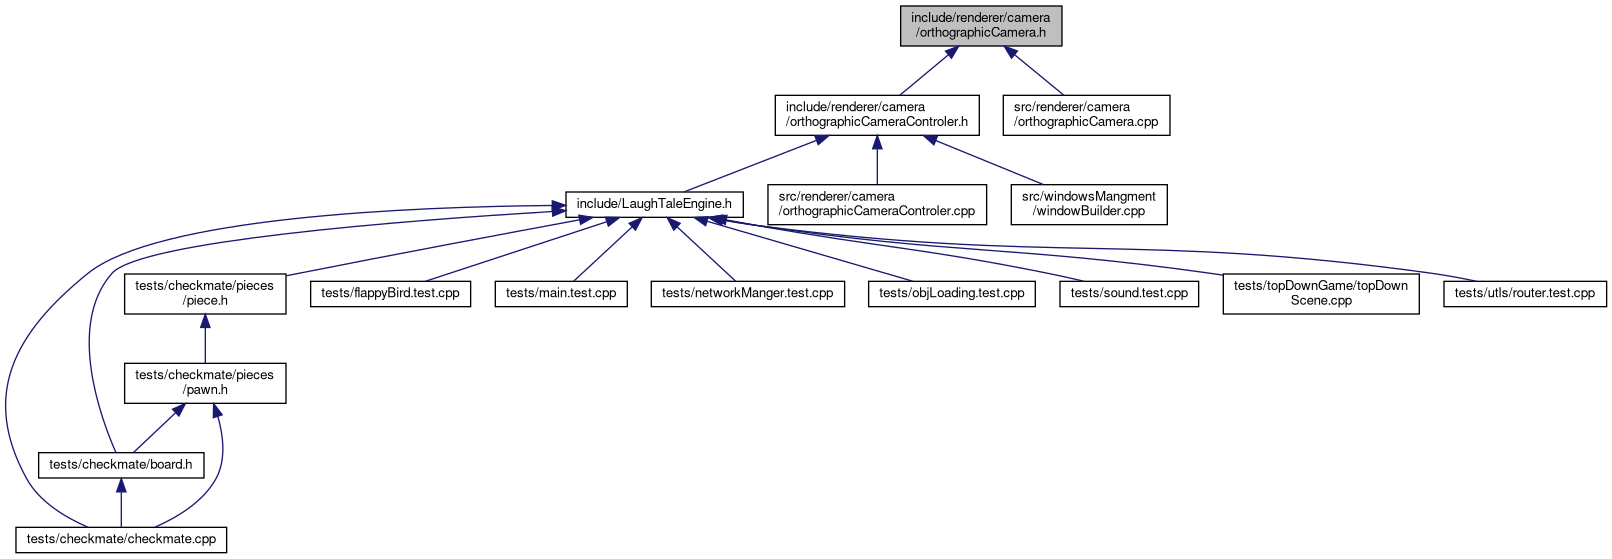 include/renderer/camera
/orthographicCamera.h
include/renderer/camera
/orthographicCameraControler.h
src/renderer/camera
/orthographicCamera.cpp
include/LaughTaleEngine.h
src/renderer/camera
/orthographicCameraControler.cpp
src/windowsMangment
/windowBuilder.cpp
tests/checkmate/pieces
/piece.h
tests/flappyBird.test.cpp
tests/main.test.cpp
tests/networkManger.test.cpp
tests/objLoading.test.cpp
tests/sound.test.cpp
tests/topDownGame/topDown
Scene.cpp
tests/utls/router.test.cpp
tests/checkmate/pieces
/pawn.h
tests/checkmate/board.h
tests/checkmate/checkmate.cpp